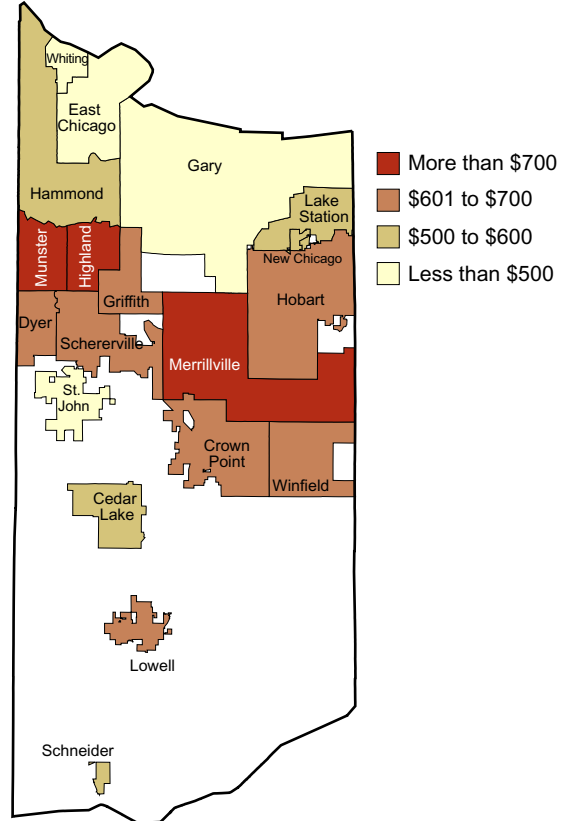 Whiting
East
Chicago
Gary
Hammond
Lake
Station
New Chicago
Munster
Highland
Griffith
Hobart
Dyer
Schererville
Merrillville
St.
John
Crown
Point
Winfield
Cedar
Lake
Lowell
Schneider
More than $700
$601 to $700
$500 to $600
Less than $500